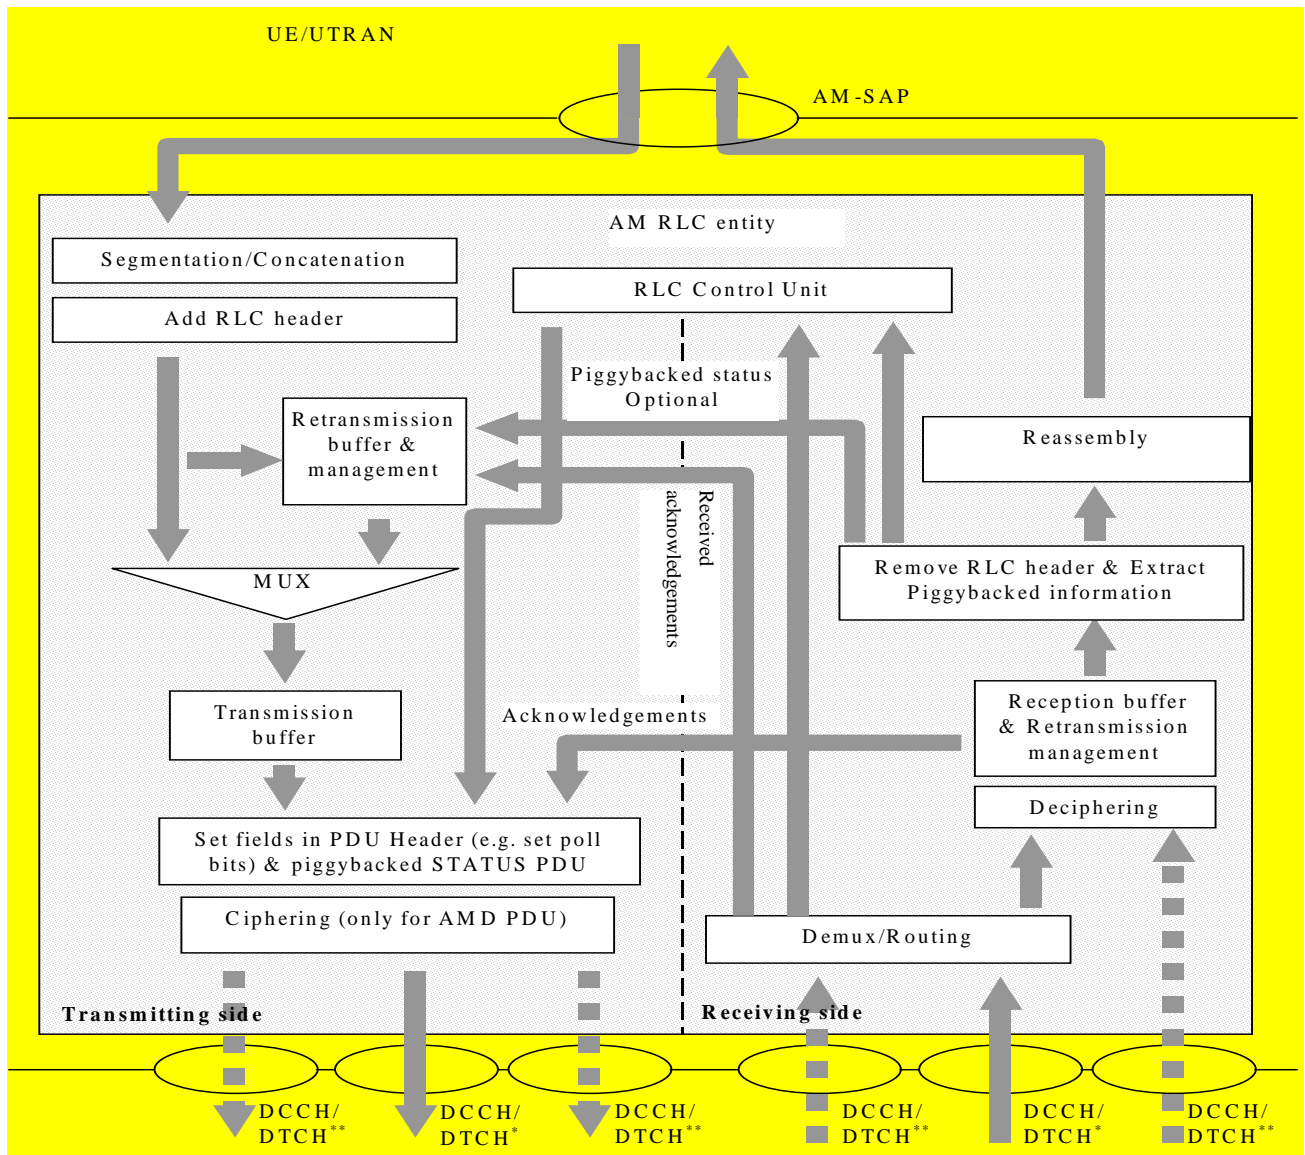 UE/UTRAN
AM-SAP
AM RLC entity
Segmentation/Concatenation
RLC Control Unit
Add RLC header
Piggybacked status
Optional
Retransmission
buffer &
management
Reassembly
Received
acknowledgements
MUX
Remove RLC header & Extract
Piggybacked information
Transmission
buffer
Acknowledgements
Reception buffer
& Retransmission
management
Deciphering
Set fields in PDU Header (e.g. set poll
bits) & piggybacked STATUS PDU
Ciphering (only for AMD PDU)
Demux/Routing
Transmitting side
Receiving side
DCCH/
DTCH**
DCCH/
DTCH*
DCCH/
DTCH**
DCCH/
DTCH**
DCCH/
DTCH*
DCCH/
DTCH**